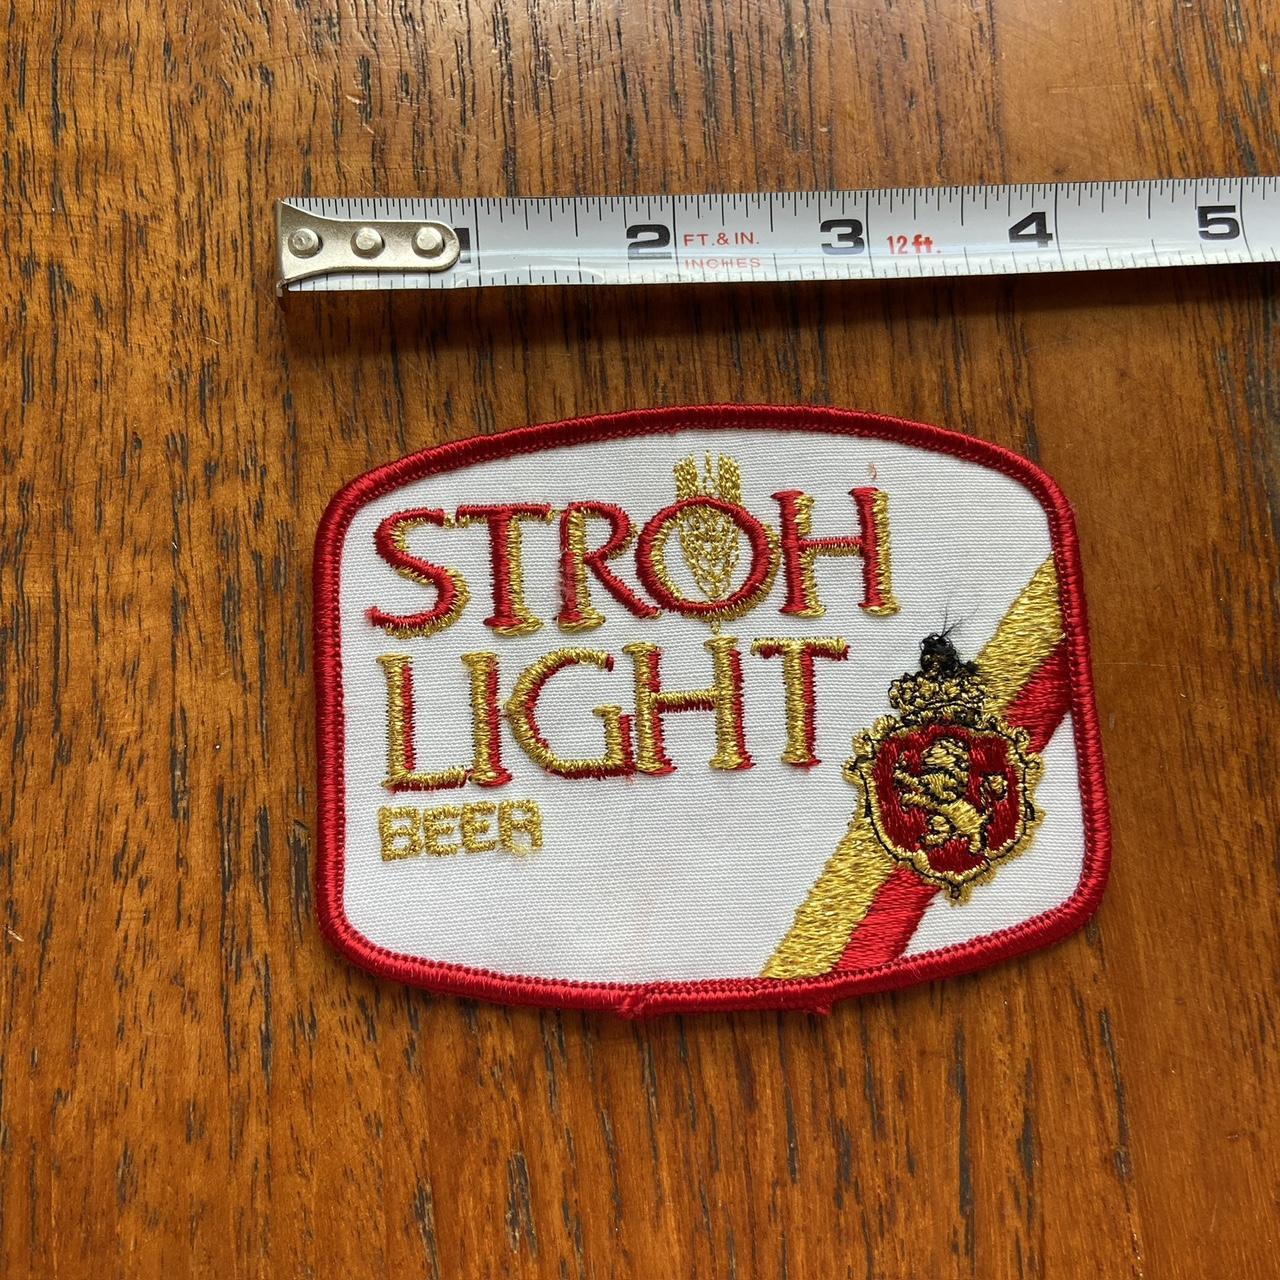 1 2 3 4 5
FT.& IN. 12 ft.
INCHES
STROH
LIGHT
BEER